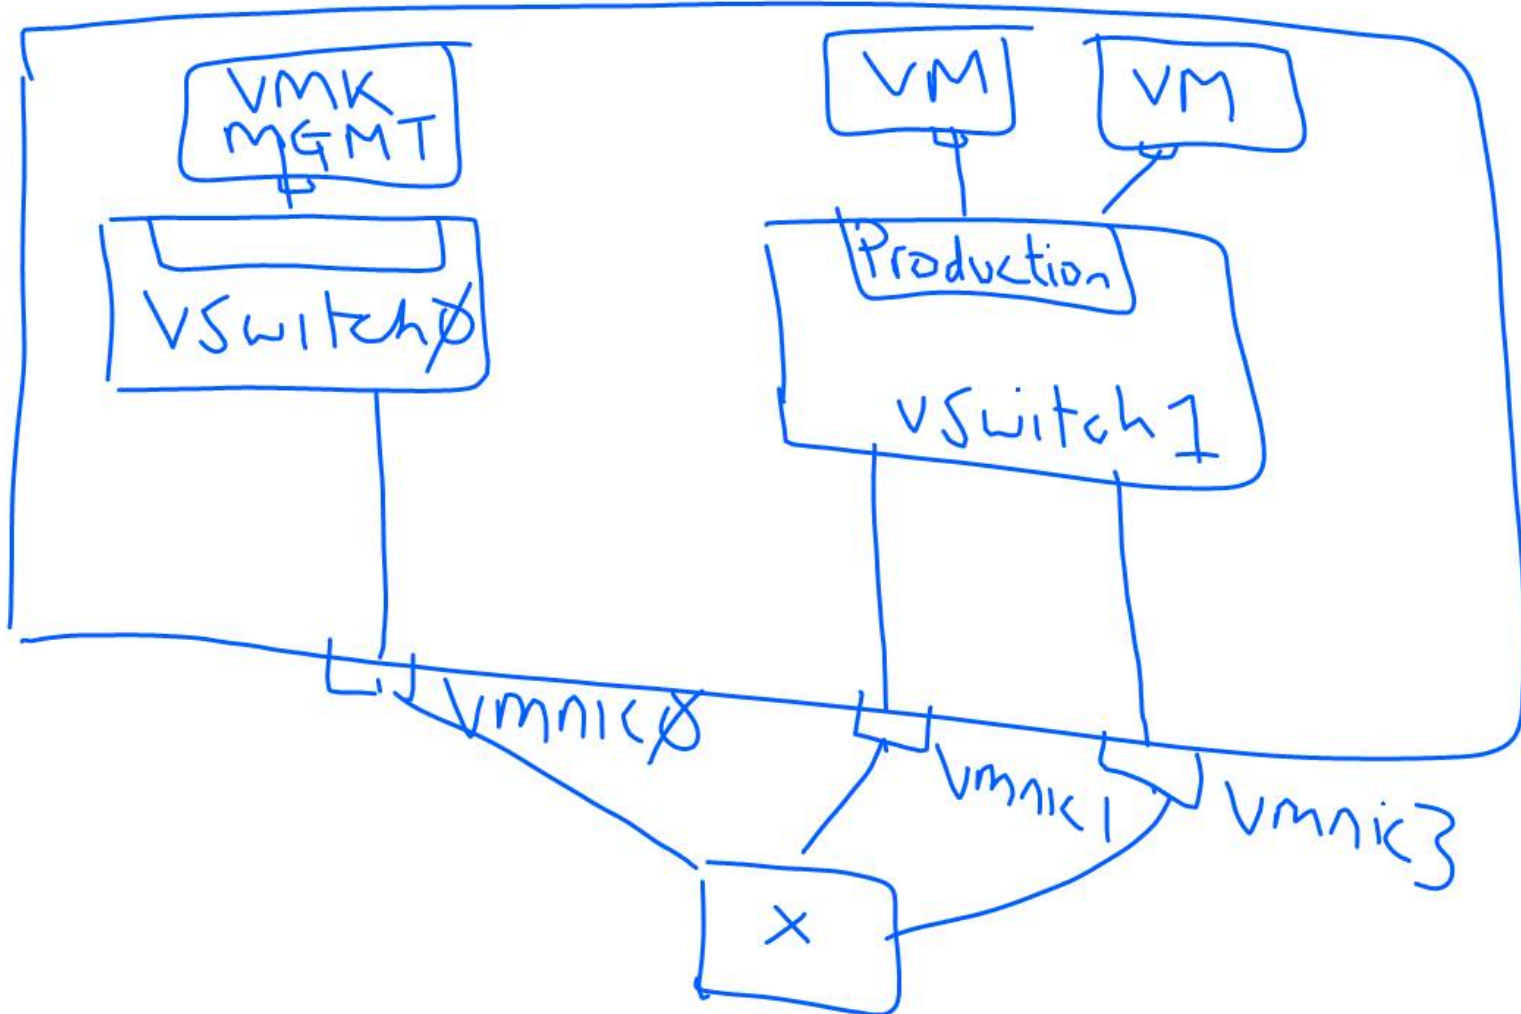 VMK
MGMT
VM
VM
Production
VSwitch0
vSwitch1
Vmnic0
Vmnic1
Vmnic3
X